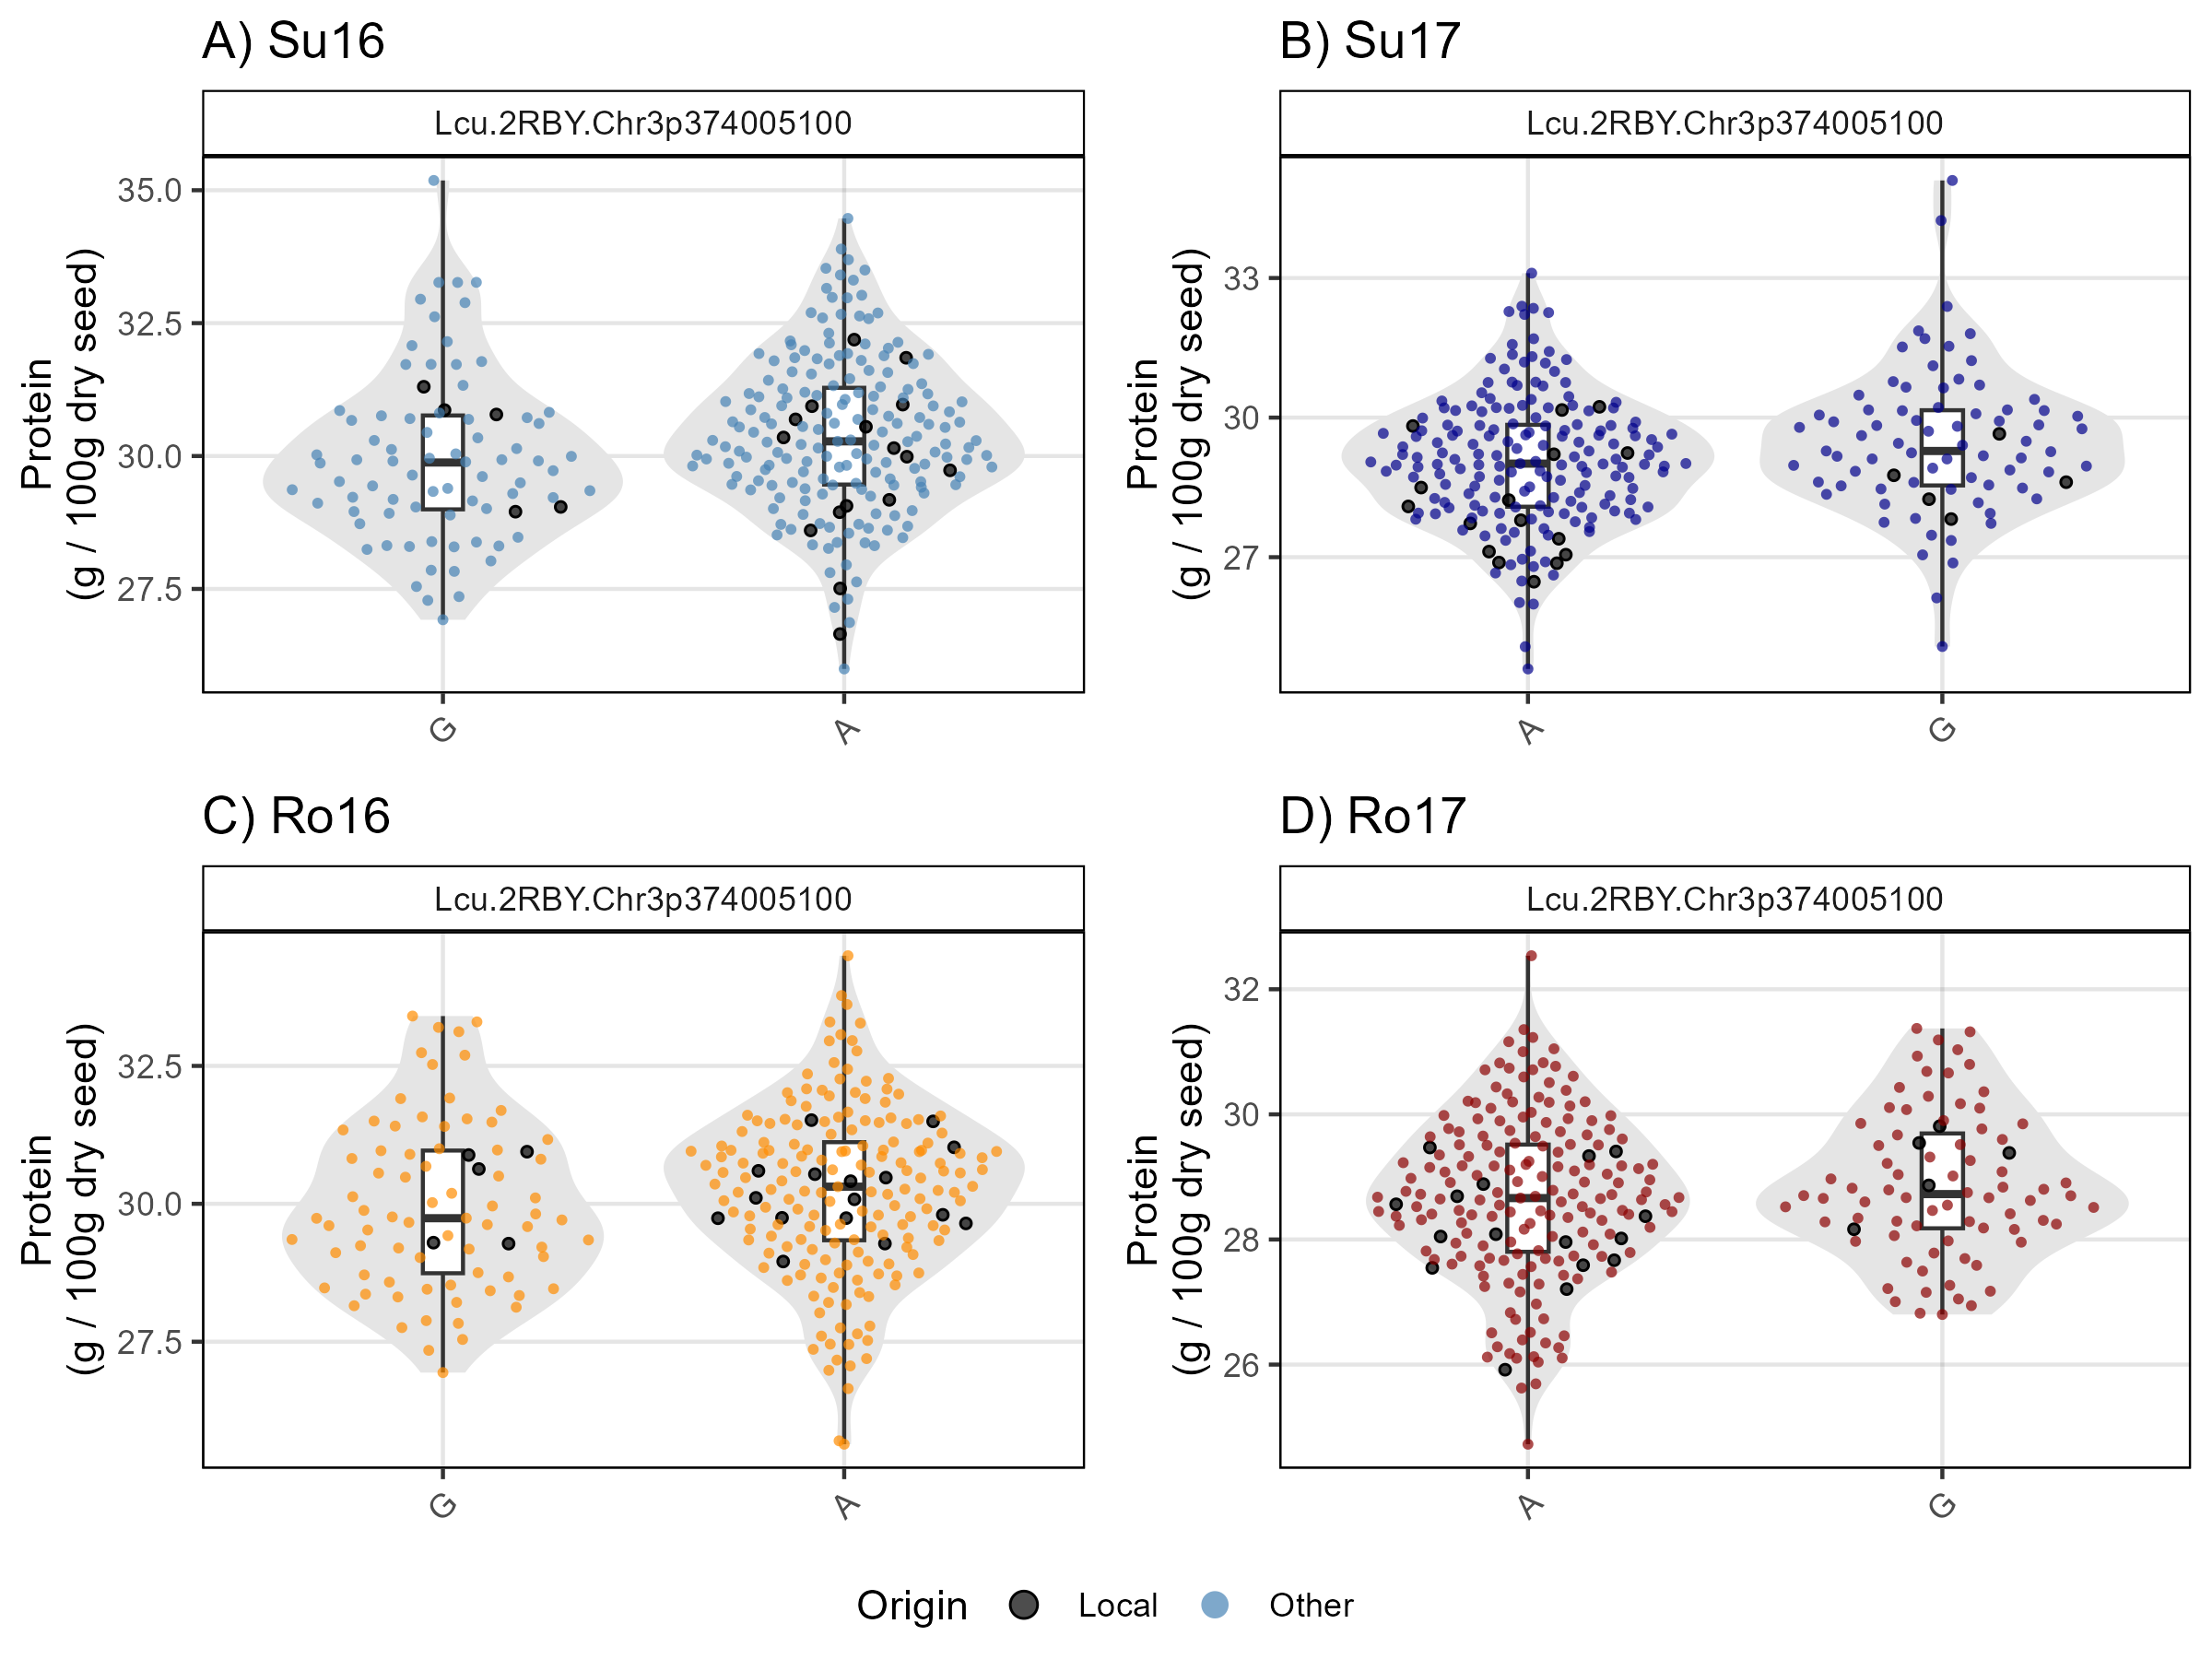 A) Su16
Lcu.2RBY.Chr3p374005100
Protein
(g / 100g dry seed)
35.0
32.5
30.0
27.5
G
A
B) Su17
Lcu.2RBY.Chr3p374005100
Protein
(g / 100g dry seed)
33
30
27
A
G
C) Ro16
Lcu.2RBY.Chr3p374005100
Protein
(g / 100g dry seed)
32.5
30.0
27.5
G
A
D) Ro17
Lcu.2RBY.Chr3p374005100
Protein
(g / 100g dry seed)
32
30
28
26
A
G
Origin Local Other